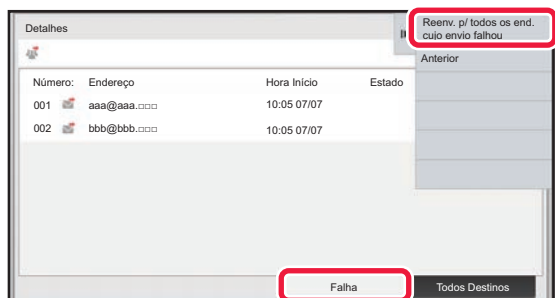 Detalhes
Reenv. p/ todos os end.
cujo envio falhou
Anterior
Número: Endereço Hora Início Estado
001 aaa@aaa.□□□ 10:05 07/07
002 bbb@bbb.□□□ 10:05 07/07
Falha Todos Destinos